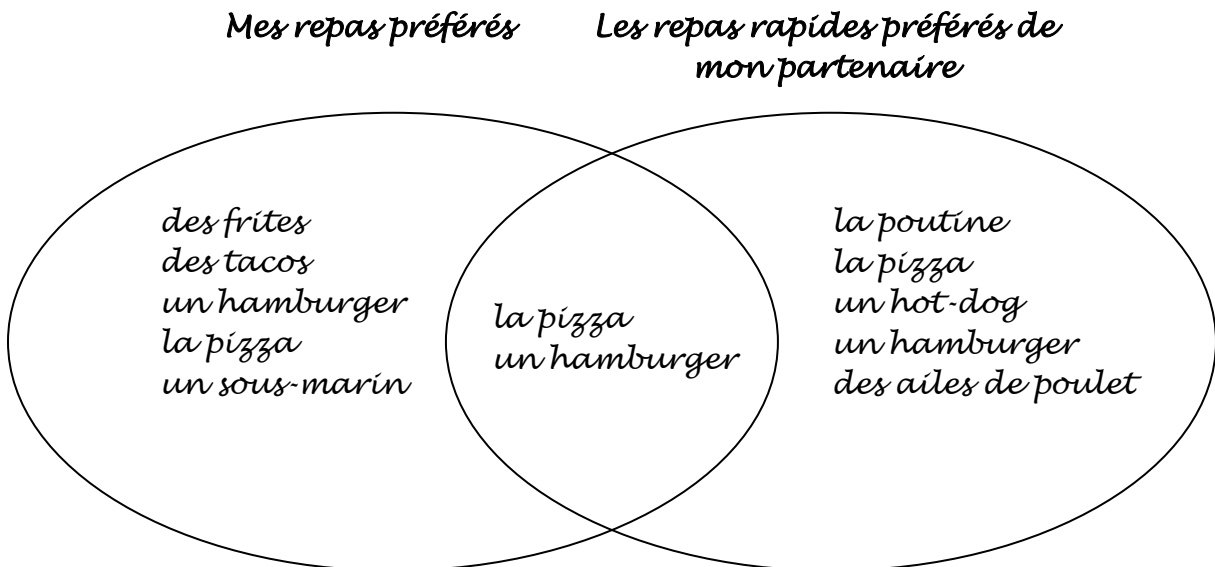 Mes repas préférés
Les repas rapides préférés de
mon partenaire
des frites
des tacos
un hamburger
la pizza
un sous-marin
la pizza
un hamburger
la poutine
la pizza
un hot-dog
un hamburger
des ailes de poulet